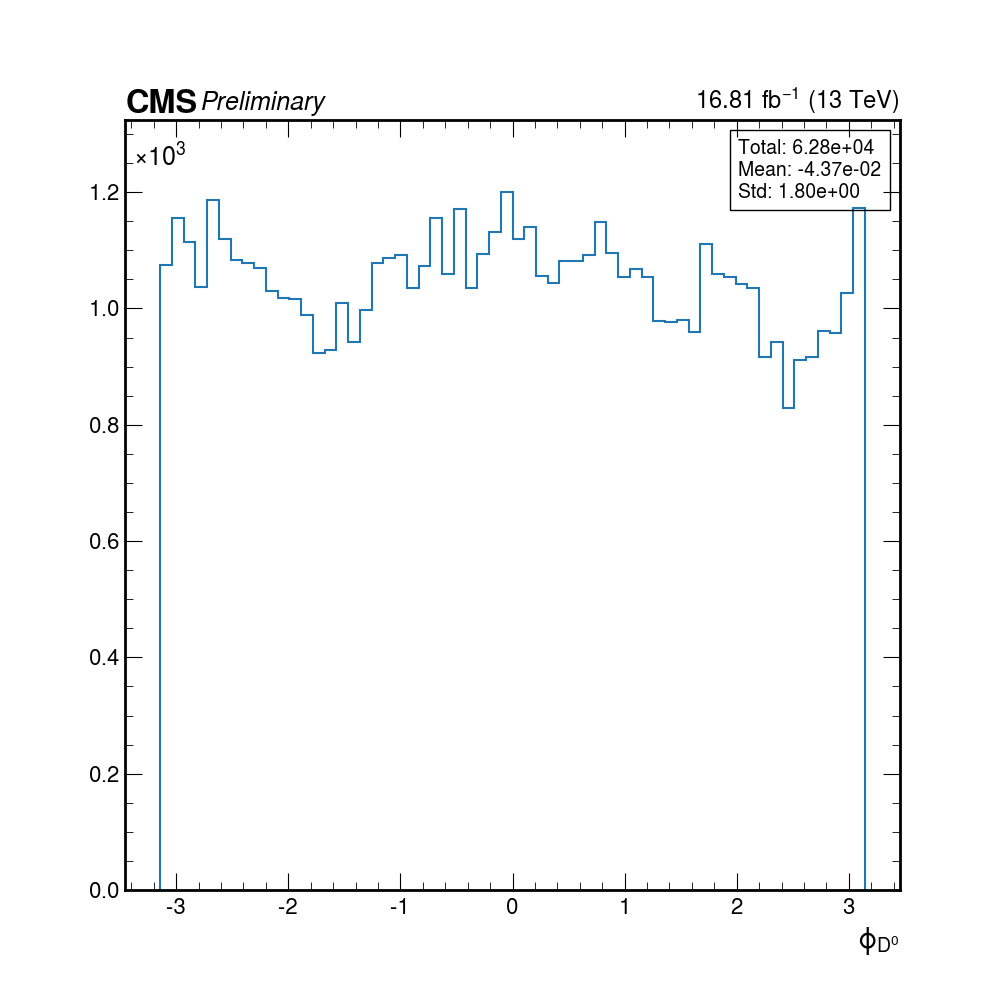 CMS Preliminary 16.81 fb⁻¹ (13 TeV)
×10³
Total: 6.28e+04
Mean: -4.37e-02
Std: 1.80e+00
1.2
1.0
0.8
0.6
0.4
0.2
0.0
-3 -2 -1 0 1 2 3
ϕD⁰